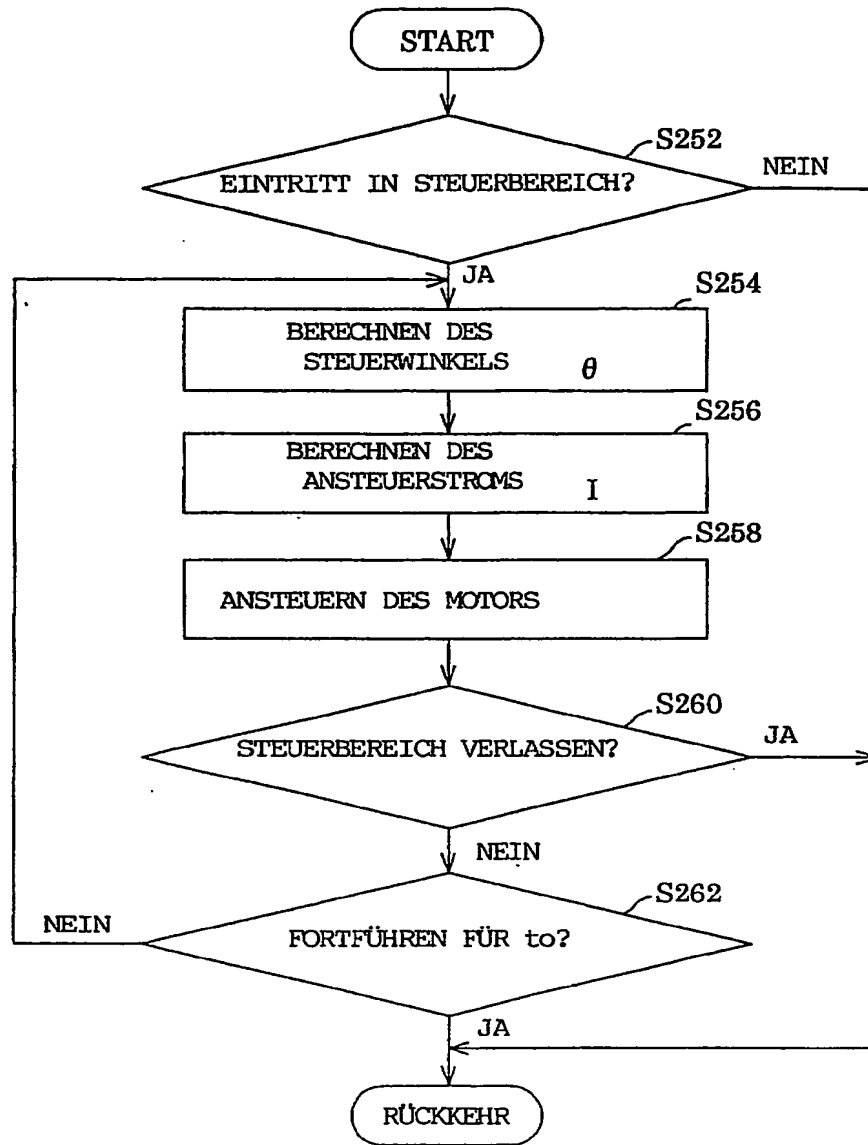 START
S252
NEIN
EINTRITT IN STEUERBEREICH?
JA
S254
BERECHNEN DES
STEUERWINKELS θ
S256
BERECHNEN DES
ANSTEUERSTROMS I
S258
ANSTEUERN DES MOTORS
S260
JA
STEUERBEREICH VERLASSEN?
NEIN
S262
NEIN
FORTFÜHREN FÜR to?
JA
RÜCKKEHR